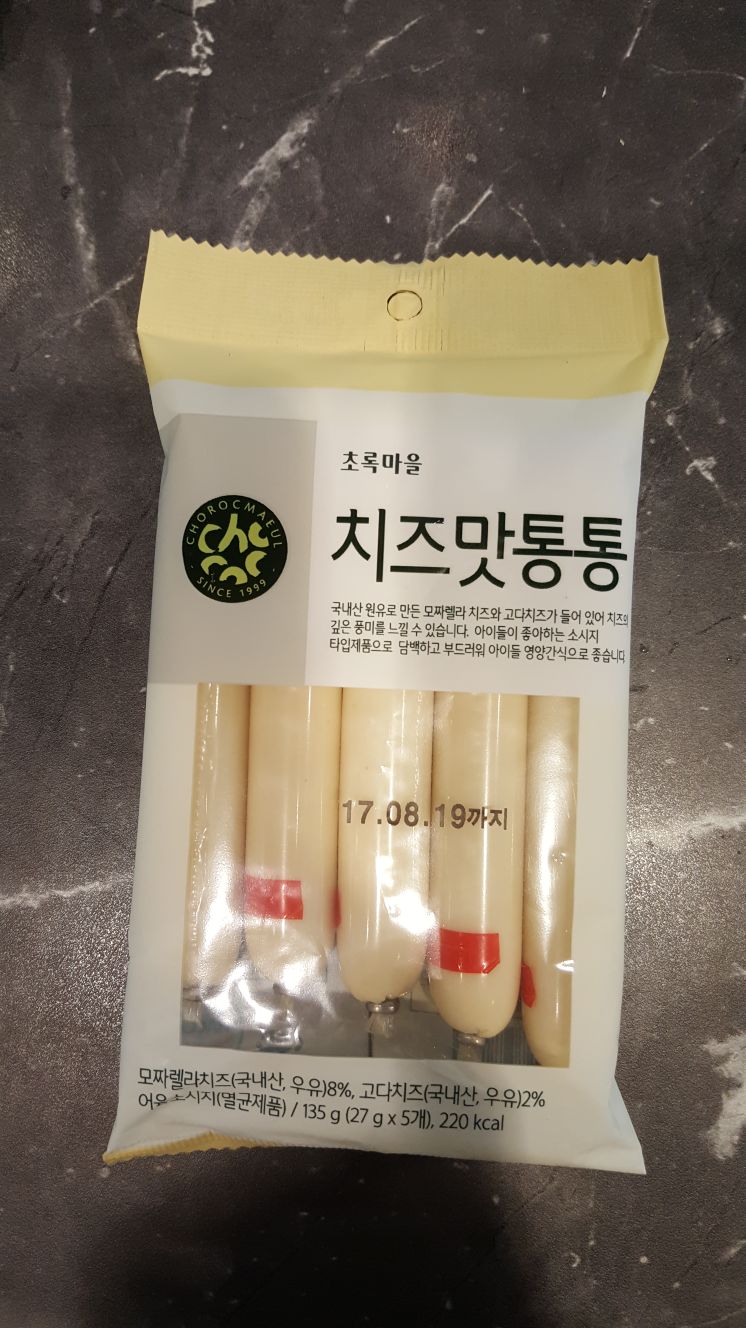 초록마을
CHOROCMAEUL
cho
roc
SINCE 1999
치즈맛통통
국내산 원유로 만든 모짜렐라 치즈와 고다치즈가 들어 있어 치즈의
깊은 풍미를 느낄 수 있습니다. 아이들이 좋아하는 소시지
타입제품으로 담백하고 부드러워 아이들 영양간식으로 좋습니다
17.08.19까지
모짜렐라치즈(국내산, 우유)8%, 고다치즈(국내산, 우유)2%
어육소시지(멸균제품) / 135 g (27 g x 5개), 220 kcal